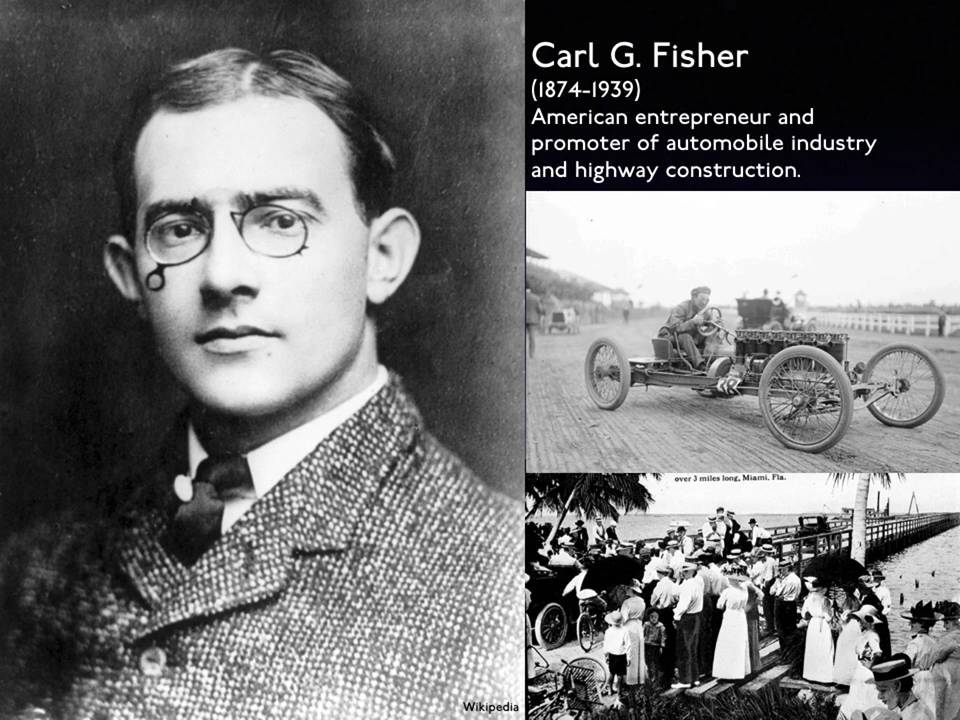 Carl G. Fisher
(1874-1939)
American entrepreneur and
promoter of automobile industry
and highway construction.
over 3 miles long, Miami, Fla.
Wikipedia